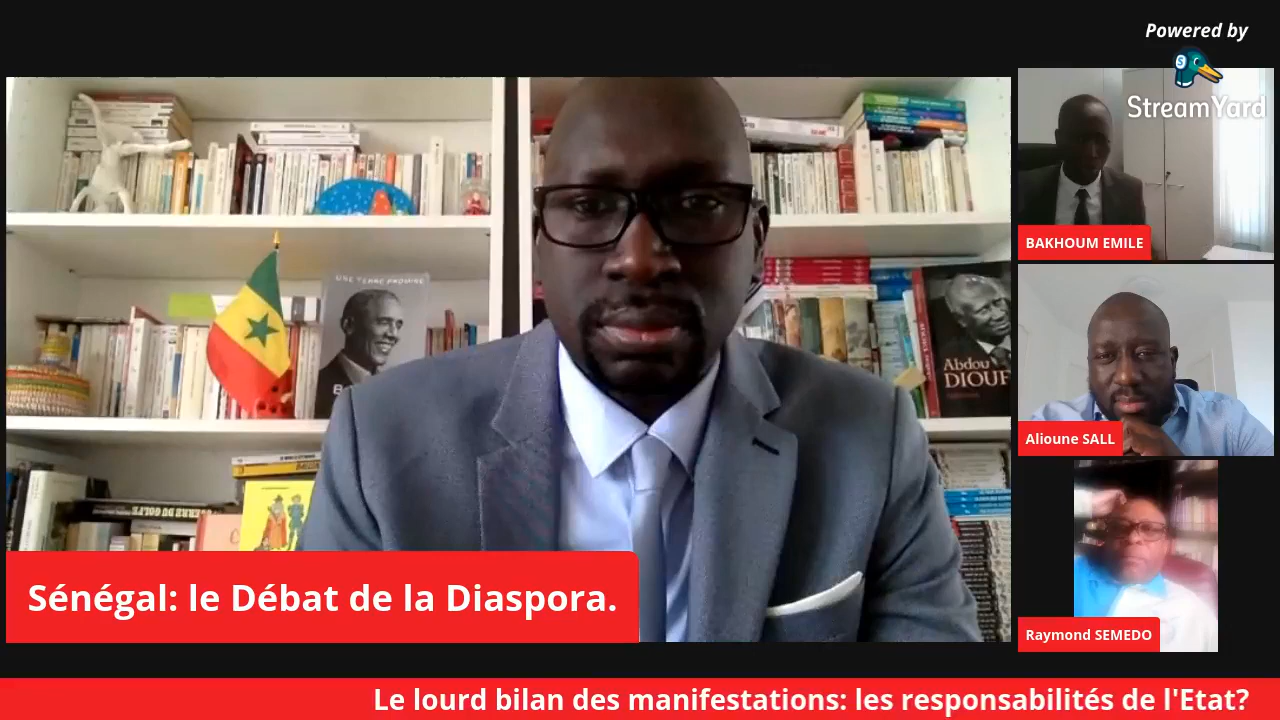 Powered by
StreamYard
UNE TERRE PROMISE
Abdou
DIOUF
BAKHOUM EMILE
Alioune SALL
Raymond SEMEDO
Sénégal: le Débat de la Diaspora.
Le lourd bilan des manifestations: les responsabilités de l'Etat?